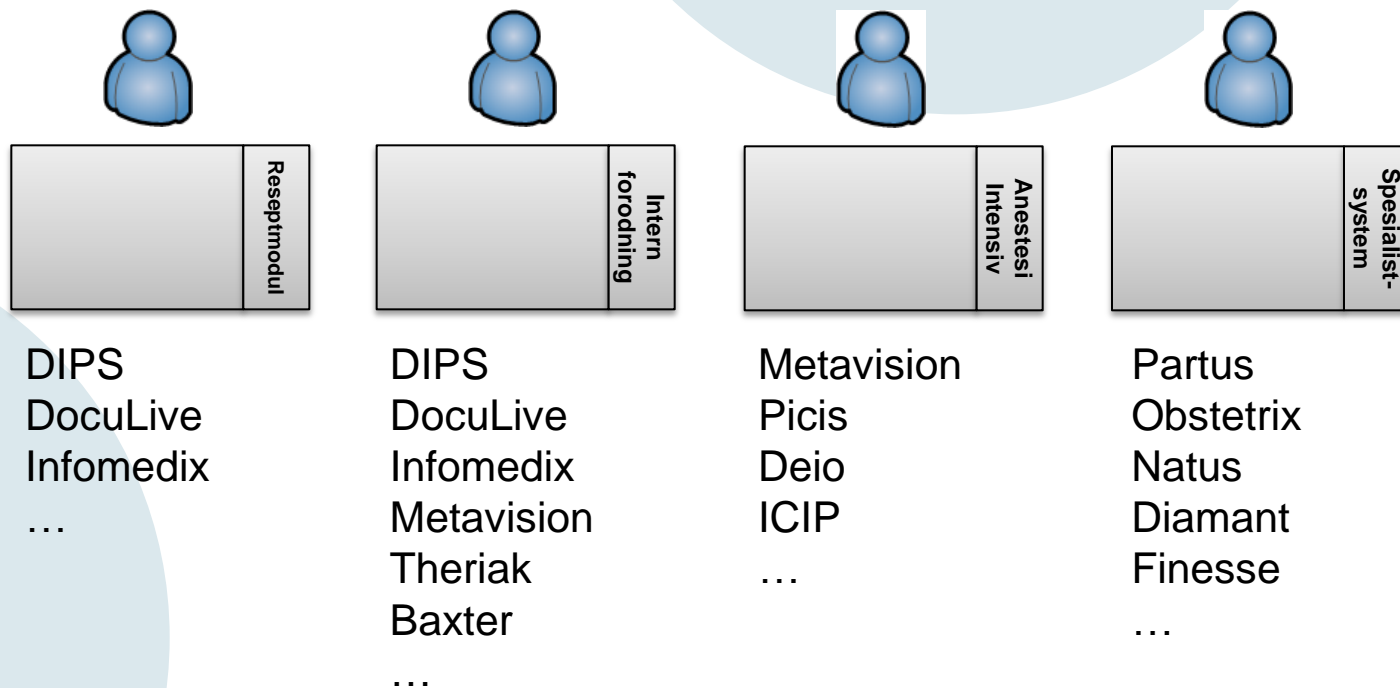 Reseptmodul
DIPS
DocuLive
Infomedix
…
Intern
forodning
DIPS
DocuLive
Infomedix
Metavision
Theriak
Baxter
…
Anestesi
Intensiv
Metavision
Picis
Deio
ICIP
…
Spesialist-
system
Partus
Obstetrix
Natus
Diamant
Finesse
…